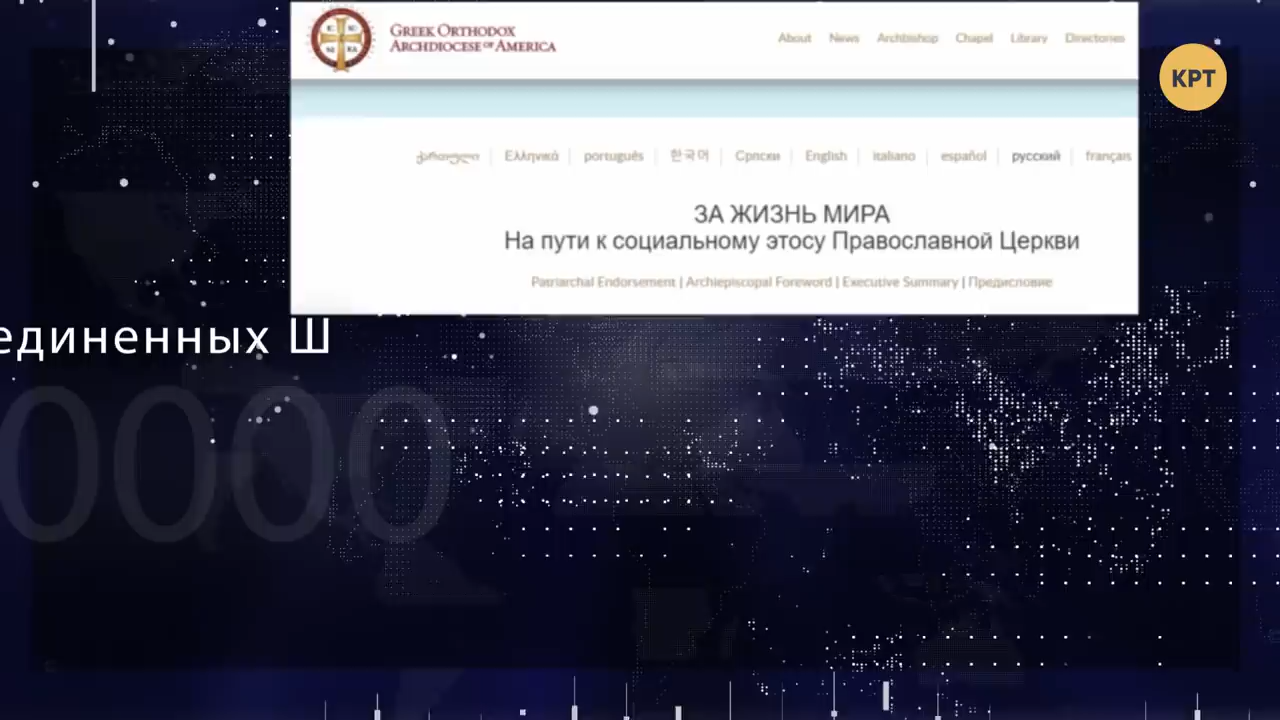 GREEK ORTHODOX
ARCHDIOCESE OF AMERICA
About News Archbishop Chapel Library Directories
КРТ
ქართული | Ελληνικά | português | 한국어 | Српски | English | italiano | español | русский | français
ЗА ЖИЗНЬ МИРА
На пути к социальному этосу Православной Церкви
Patriarchal Endorsement | Archiepiscopal Foreword | Executive Summary | Предисловие
единенных Ш
0000